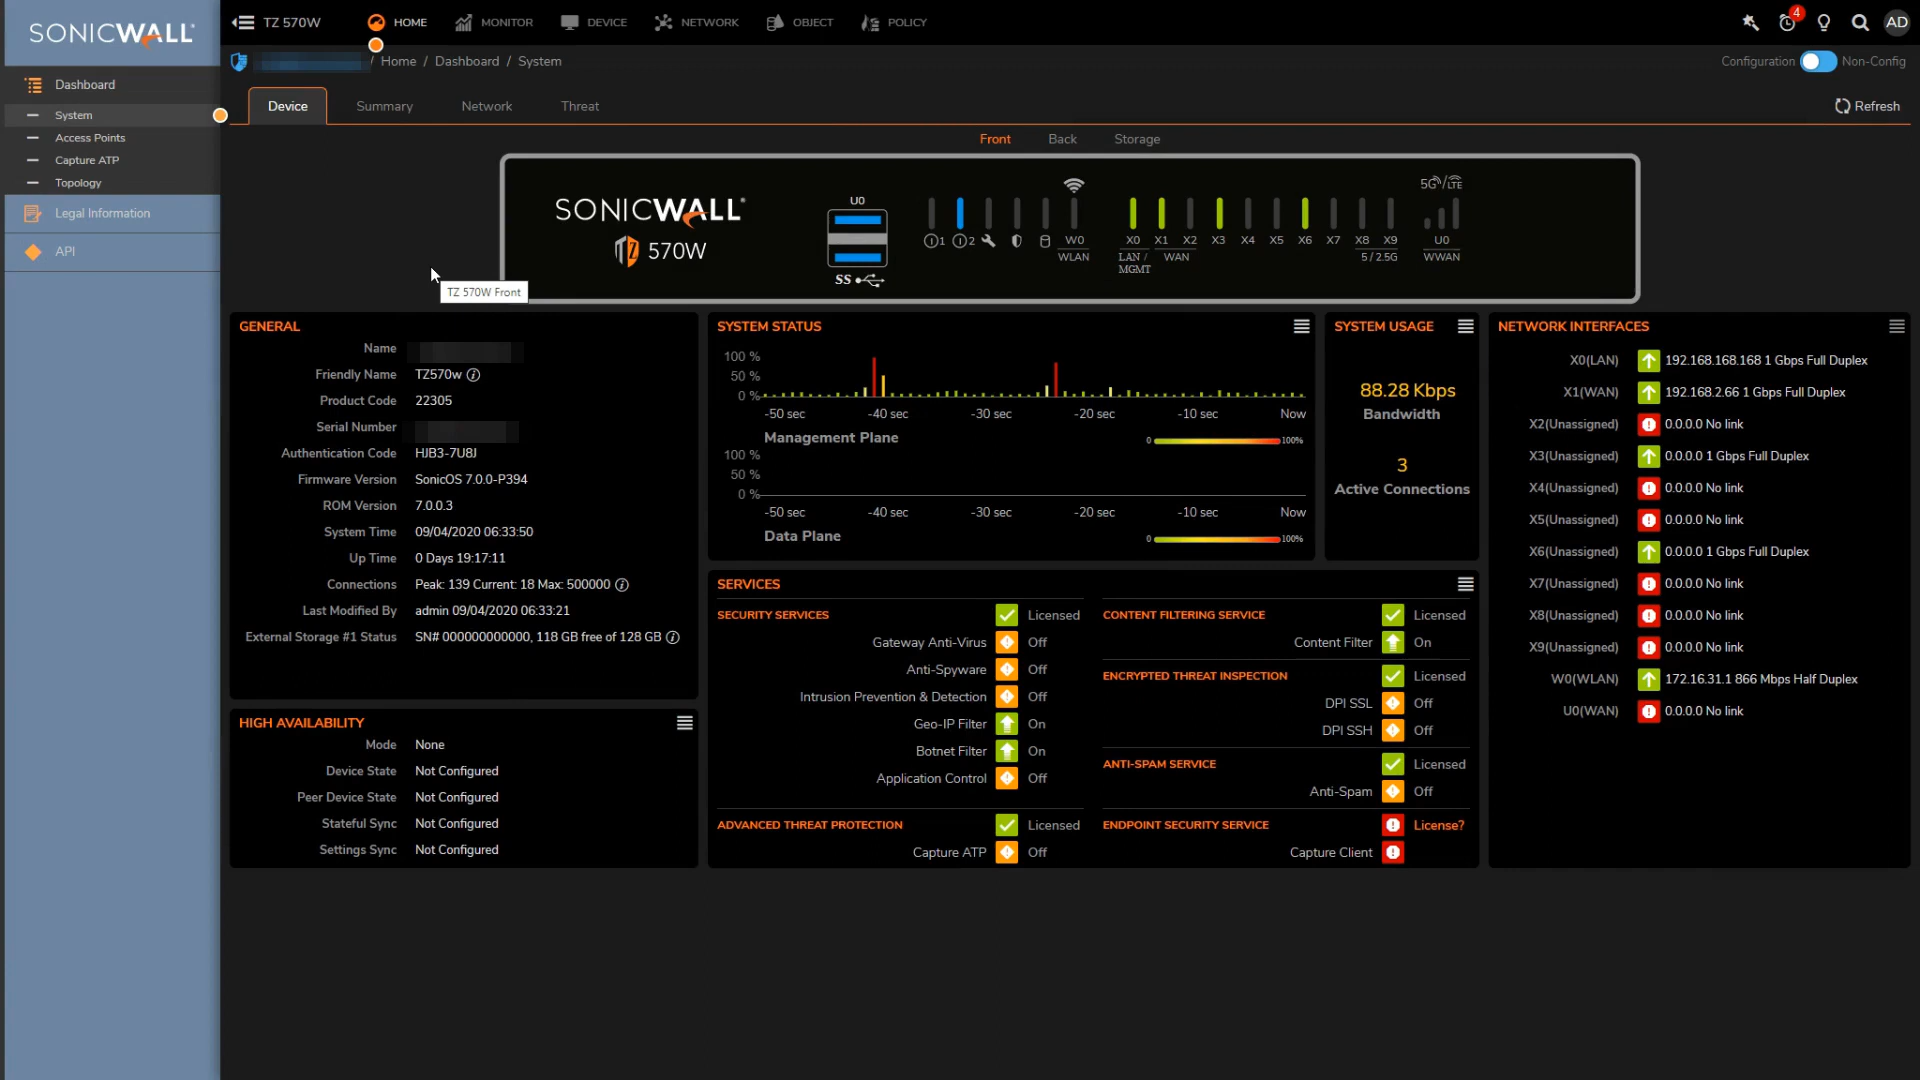 SONICWALL
TZ 570W
HOME
MONITOR
DEVICE
NETWORK
OBJECT
POLICY
4
AD
/ Home / Dashboard / System
Configuration
Non-Config
Dashboard
System
Access Points
Capture ATP
Topology
Legal Information
API
Device
Summary
Network
Threat
Refresh
Front
Back
Storage
SONICWALL
TZ 570W
U0
SS
1
2
W0
WLAN
X0
X1
X2
X3
X4
X5
X6
X7
X8
X9
LAN /
MGMT
WAN
5 / 2.5G
5G/LTE
U0
WWAN
TZ 570W Front
GENERAL
Name
Friendly Name TZ570w
Product Code 22305
Serial Number
Authentication Code HJB3-7U8J
Firmware Version SonicOS 7.0.0-P394
ROM Version 7.0.0.3
System Time 09/04/2020 06:33:50
Up Time 0 Days 19:17:11
Connections Peak: 139 Current: 18 Max: 500000
Last Modified By admin 09/04/2020 06:33:21
External Storage #1 Status SN# 000000000000, 118 GB free of 128 GB
HIGH AVAILABILITY
Mode None
Device State Not Configured
Peer Device State Not Configured
Stateful Sync Not Configured
Settings Sync Not Configured
SYSTEM STATUS
100 %
50 %
0 %
-50 sec -40 sec -30 sec -20 sec -10 sec Now
Management Plane
0 100%
100 %
50 %
0 %
-50 sec -40 sec -30 sec -20 sec -10 sec Now
Data Plane
0 100%
SYSTEM USAGE
88.28 Kbps
Bandwidth
3
Active Connections
SERVICES
SECURITY SERVICES Licensed
Gateway Anti-Virus Off
Anti-Spyware Off
Intrusion Prevention & Detection Off
Geo-IP Filter On
Botnet Filter On
Application Control Off
ADVANCED THREAT PROTECTION Licensed
Capture ATP Off
CONTENT FILTERING SERVICE Licensed
Content Filter On
ENCRYPTED THREAT INSPECTION Licensed
DPI SSL Off
DPI SSH Off
ANTI-SPAM SERVICE Licensed
Anti-Spam Off
ENDPOINT SECURITY SERVICE License?
Capture Client
NETWORK INTERFACES
X0(LAN) 192.168.168.168 1 Gbps Full Duplex
X1(WAN) 192.168.2.66 1 Gbps Full Duplex
X2(Unassigned) 0.0.0.0 No link
X3(Unassigned) 0.0.0.0 1 Gbps Full Duplex
X4(Unassigned) 0.0.0.0 No link
X5(Unassigned) 0.0.0.0 No link
X6(Unassigned) 0.0.0.0 1 Gbps Full Duplex
X7(Unassigned) 0.0.0.0 No link
X8(Unassigned) 0.0.0.0 No link
X9(Unassigned) 0.0.0.0 No link
W0(WLAN) 172.16.31.1 866 Mbps Half Duplex
U0(WAN) 0.0.0.0 No link